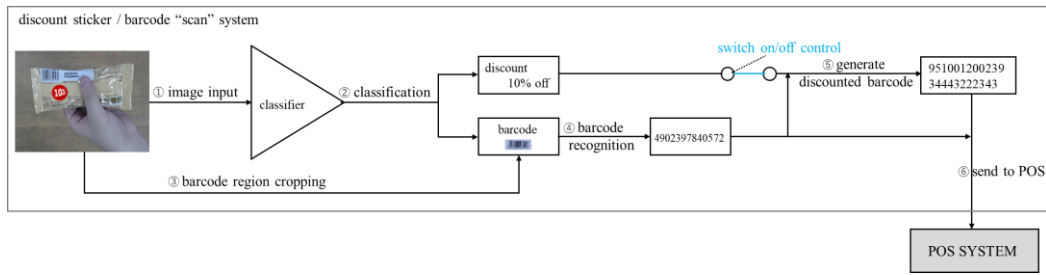 discount sticker / barcode “scan” system
① image input
classifier
② classification
discount
10% off
switch on/off control
⑤ generate
discounted barcode
951001200239
34443222343
barcode
④ barcode
recognition
4902397840572
③ barcode region cropping
⑥ send to POS
POS SYSTEM